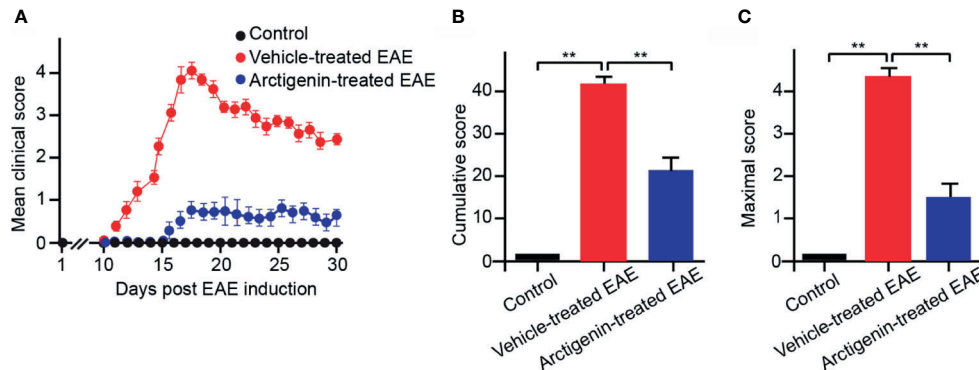 A
Control
Vehicle-treated EAE
Arctigenin-treated EAE
Mean clinical score
4
3
2
1
0
1
10
15
20
25
30
Days post EAE induction
B
**
**
Cumulative score
40
20
0
Control
Vehicle-treated EAE
Arctigenin-treated EAE
C
**
**
Maximal score
4
3
2
1
0
Control
Vehicle-treated EAE
Arctigenin-treated EAE